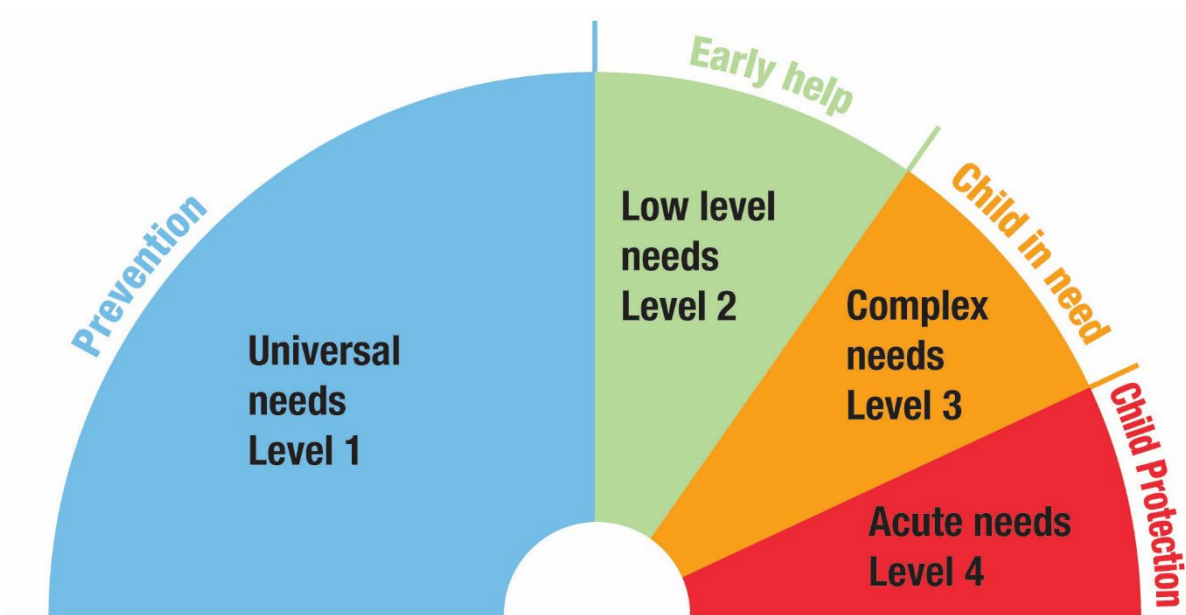 Prevention
Universal
needs
Level 1
Early help
Low level
needs
Level 2
Child in need
Complex
needs
Level 3
Child Protection
Acute needs
Level 4